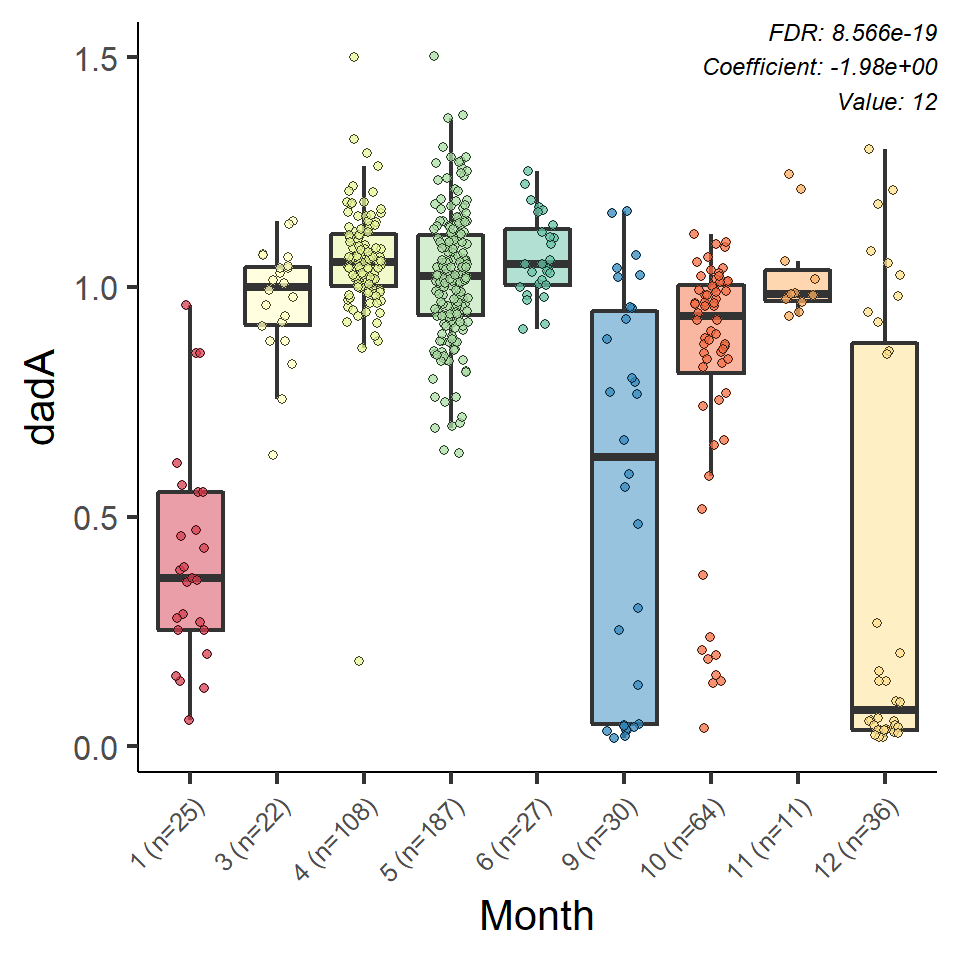 FDR: 8.566e-19
Coefficient: -1.98e+00
Value: 12
1.5
1.0
0.5
0.0
dadA
1 (n=25)
3 (n=22)
4 (n=108)
5 (n=187)
6 (n=27)
9 (n=30)
10 (n=64)
11 (n=11)
12 (n=36)
Month